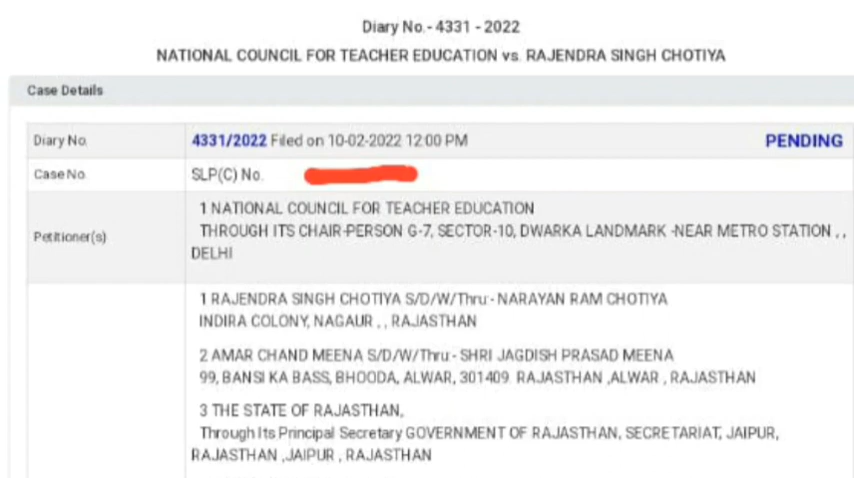 Diary No.- 4331 - 2022
NATIONAL COUNCIL FOR TEACHER EDUCATION vs. RAJENDRA SINGH CHOTIYA
Case Details
Diary No.
4331/2022 Filed on 10-02-2022 12:00 PM
PENDING
Case No.
SLP(C) No.
Petitioner(s)
1 NATIONAL COUNCIL FOR TEACHER EDUCATION
THROUGH ITS CHAIR-PERSON G-7, SECTOR-10, DWARKA LANDMARK -NEAR METRO STATION , ,
DELHI
1 RAJENDRA SINGH CHOTIYA S/D/W/Thru:- NARAYAN RAM CHOTIYA
INDIRA COLONY, NAGAUR , , RAJASTHAN
2 AMAR CHAND MEENA S/D/W/Thru:- SHRI JAGDISH PRASAD MEENA
99, BANSI KA BASS, BHOODA, ALWAR, 301409. RAJASTHAN ,ALWAR , RAJASTHAN
3 THE STATE OF RAJASTHAN,
Through Its Principal Secretary GOVERNMENT OF RAJASTHAN, SECRETARIAT, JAIPUR,
RAJASTHAN ,JAIPUR , RAJASTHAN